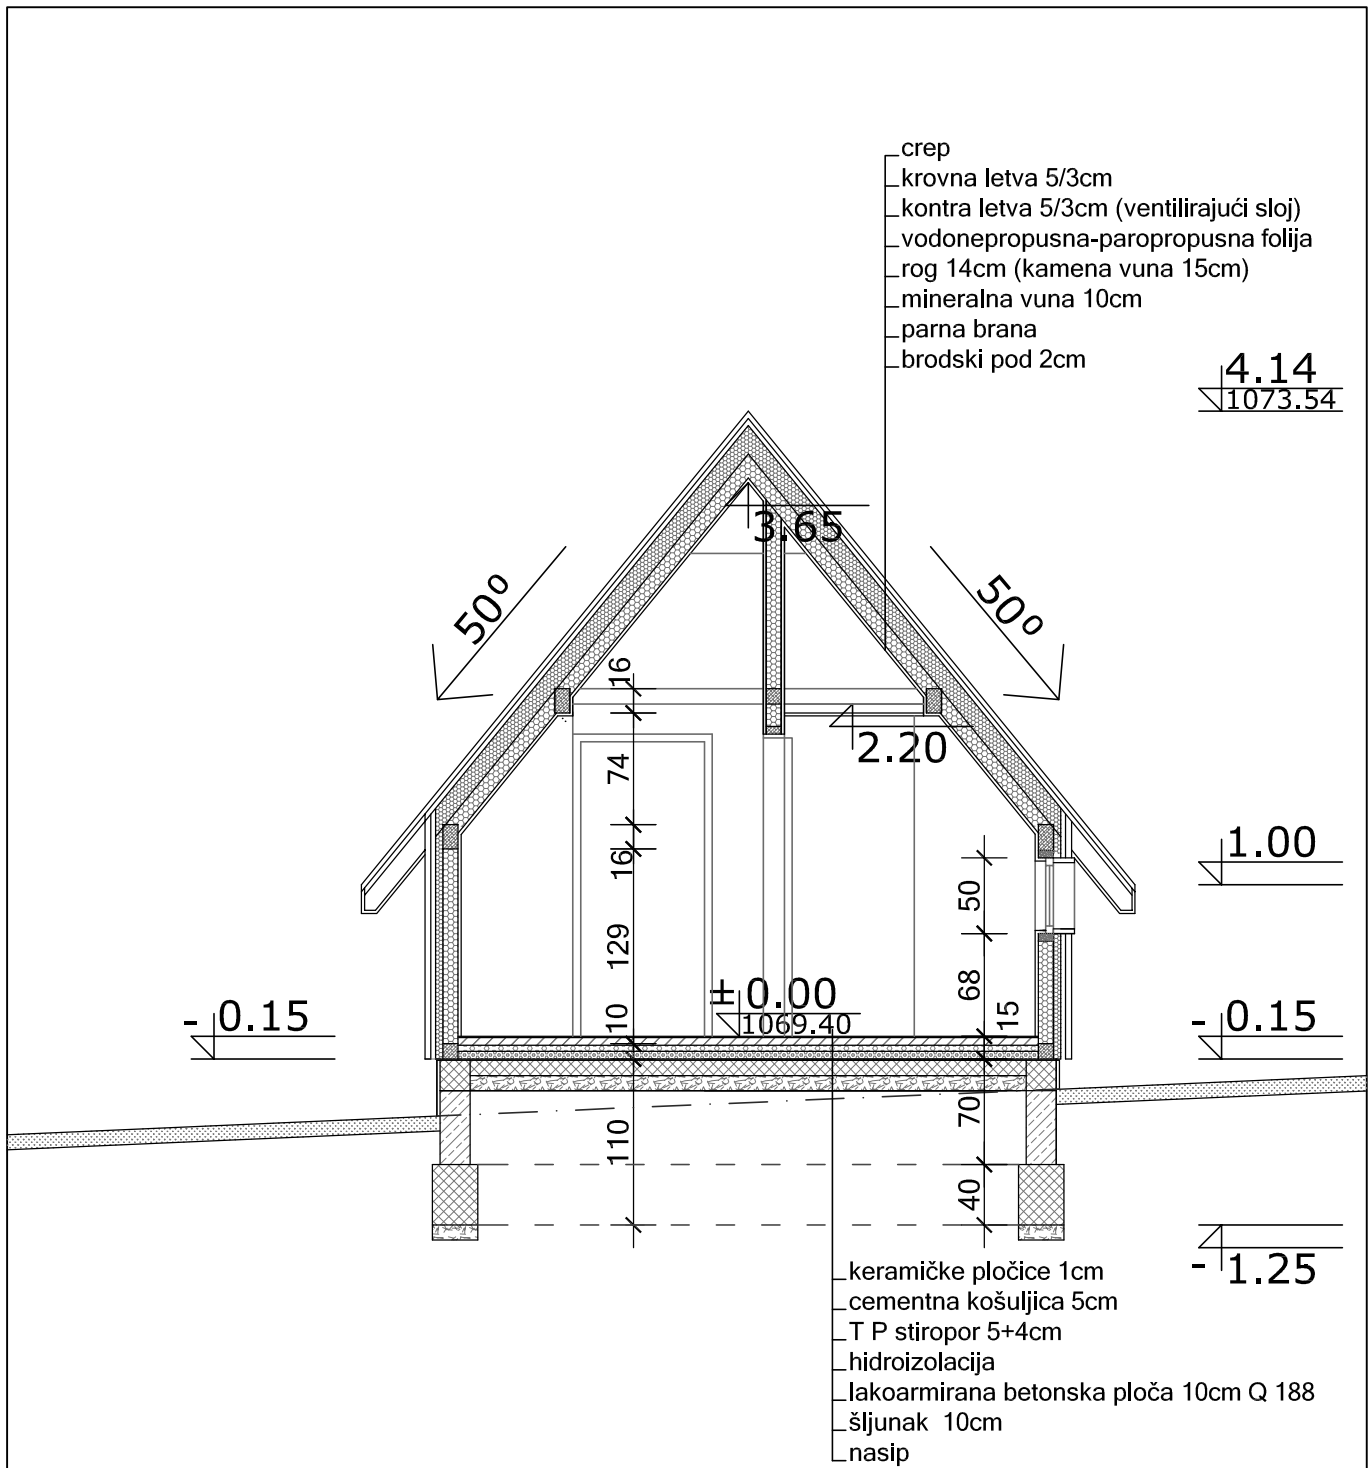 crep
krovna letva 5/3cm
kontra letva 5/3cm (ventilirajući sloj)
vodonepropusna-paropropusna folija
rog 14cm (kamena vuna 15cm)
mineralna vuna 10cm
parna brana
brodski pod 2cm
4.14
1073.54
3.65
50º
50º
16
2.20
74
1.00
16
50
129
68
± 0.00
1069.40
10
15
- 0.15
- 0.15
70
110
40
- 1.25
keramičke pločice 1cm
cementna košuljica 5cm
T P stiropor 5+4cm
hidroizolacija
lakoarmirana betonska ploča 10cm Q 188
šljunak 10cm
nasip